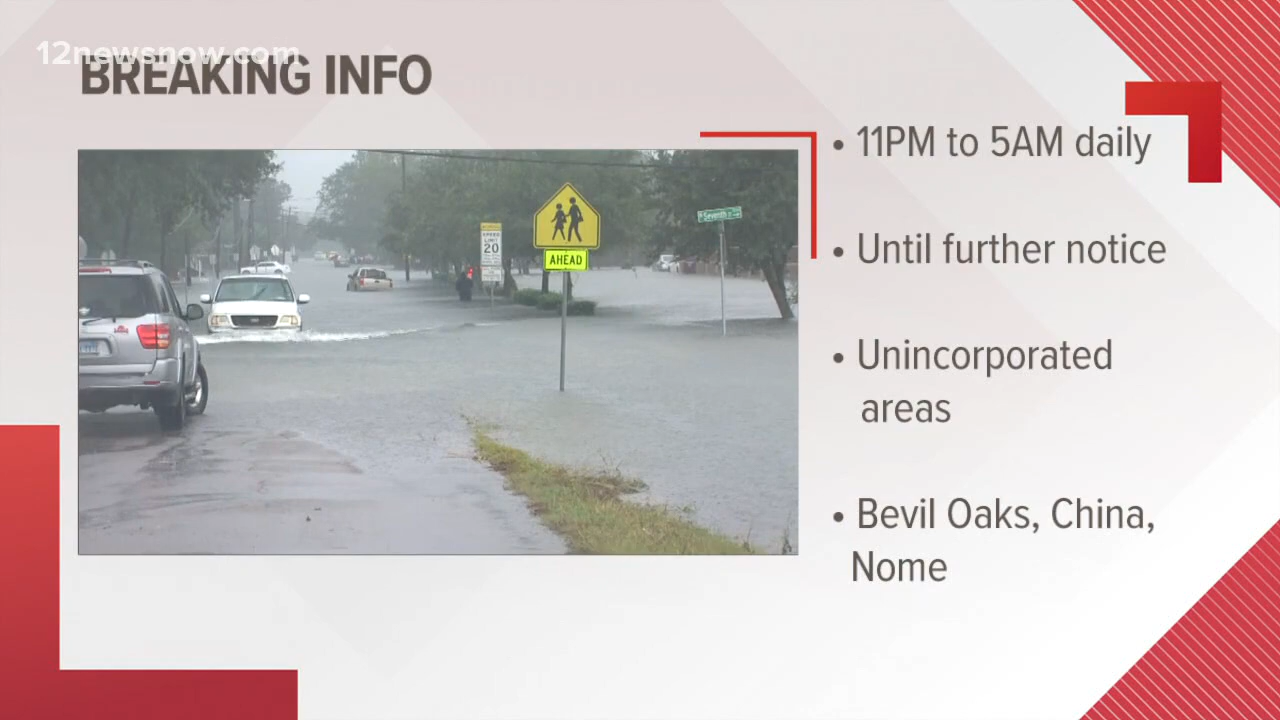 12newsnow.com
BREAKING INFO
• 11PM to 5AM daily
• Until further notice
• Unincorporated
areas
• Bevil Oaks, China,
Nome
SPEED
LIMIT
20
AHEAD
Seventh